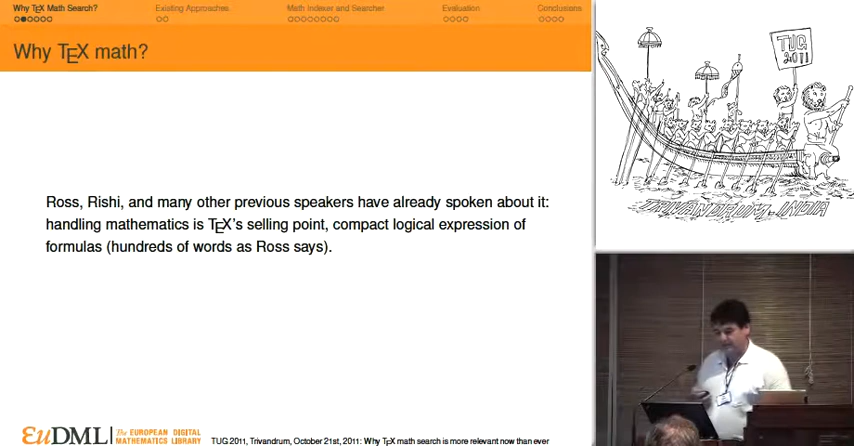 Why TEX Math Search?
Existing Approaches
Math Indexer and Searcher
Evaluation
Conclusions
Why TEX math?
Ross, Rishi, and many other previous speakers have already spoken about it:
handling mathematics is TEX's selling point, compact logical expression of
formulas (hundreds of words as Ross says).
EuDML
The EUROPEAN DIGITAL
MATHEMATICS LIBRARY
TUG 2011, Trivandrum, October 21st, 2011: Why TEX math search is more relevant now than ever
TUG
2011
TRIVANDRUM-INDIA